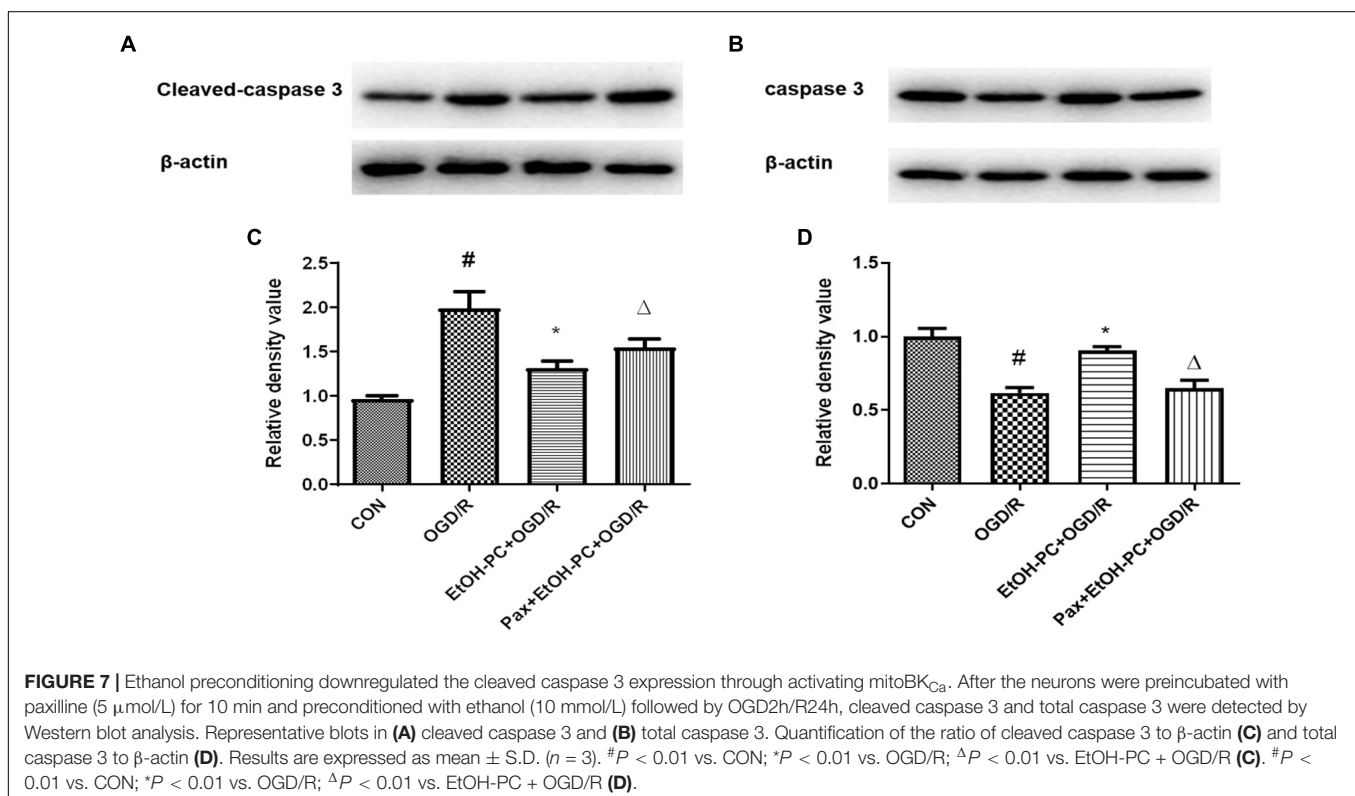 A
B
Cleaved-caspase 3
caspase 3
β-actin
β-actin
C
D
Relative density value
2.5
2.0
1.5
1.0
0.5
0.0
#
*
Δ
CON
OGD/R
EtOH-PC+OGD/R
Pax+EtOH-PC+OGD/R
Relative density value
1.5
1.0
0.5
0.0
#
*
Δ
CON
OGD/R
EtOH-PC+OGD/R
Pax+EtOH-PC+OGD/R
FIGURE 7 | Ethanol preconditioning downregulated the cleaved caspase 3 expression through activating mitoBKCa. After the neurons were preincubated with
paxilline (5 μmol/L) for 10 min and preconditioned with ethanol (10 mmol/L) followed by OGD2h/R24h, cleaved caspase 3 and total caspase 3 were detected by
Western blot analysis. Representative blots in (A) cleaved caspase 3 and (B) total caspase 3. Quantification of the ratio of cleaved caspase 3 to β-actin (C) and total
caspase 3 to β-actin (D). Results are expressed as mean ± S.D. (n = 3). #P < 0.01 vs. CON; *P < 0.01 vs. OGD/R; ΔP < 0.01 vs. EtOH-PC + OGD/R (C). #P <
0.01 vs. CON; *P < 0.01 vs. OGD/R; ΔP < 0.01 vs. EtOH-PC + OGD/R (D).